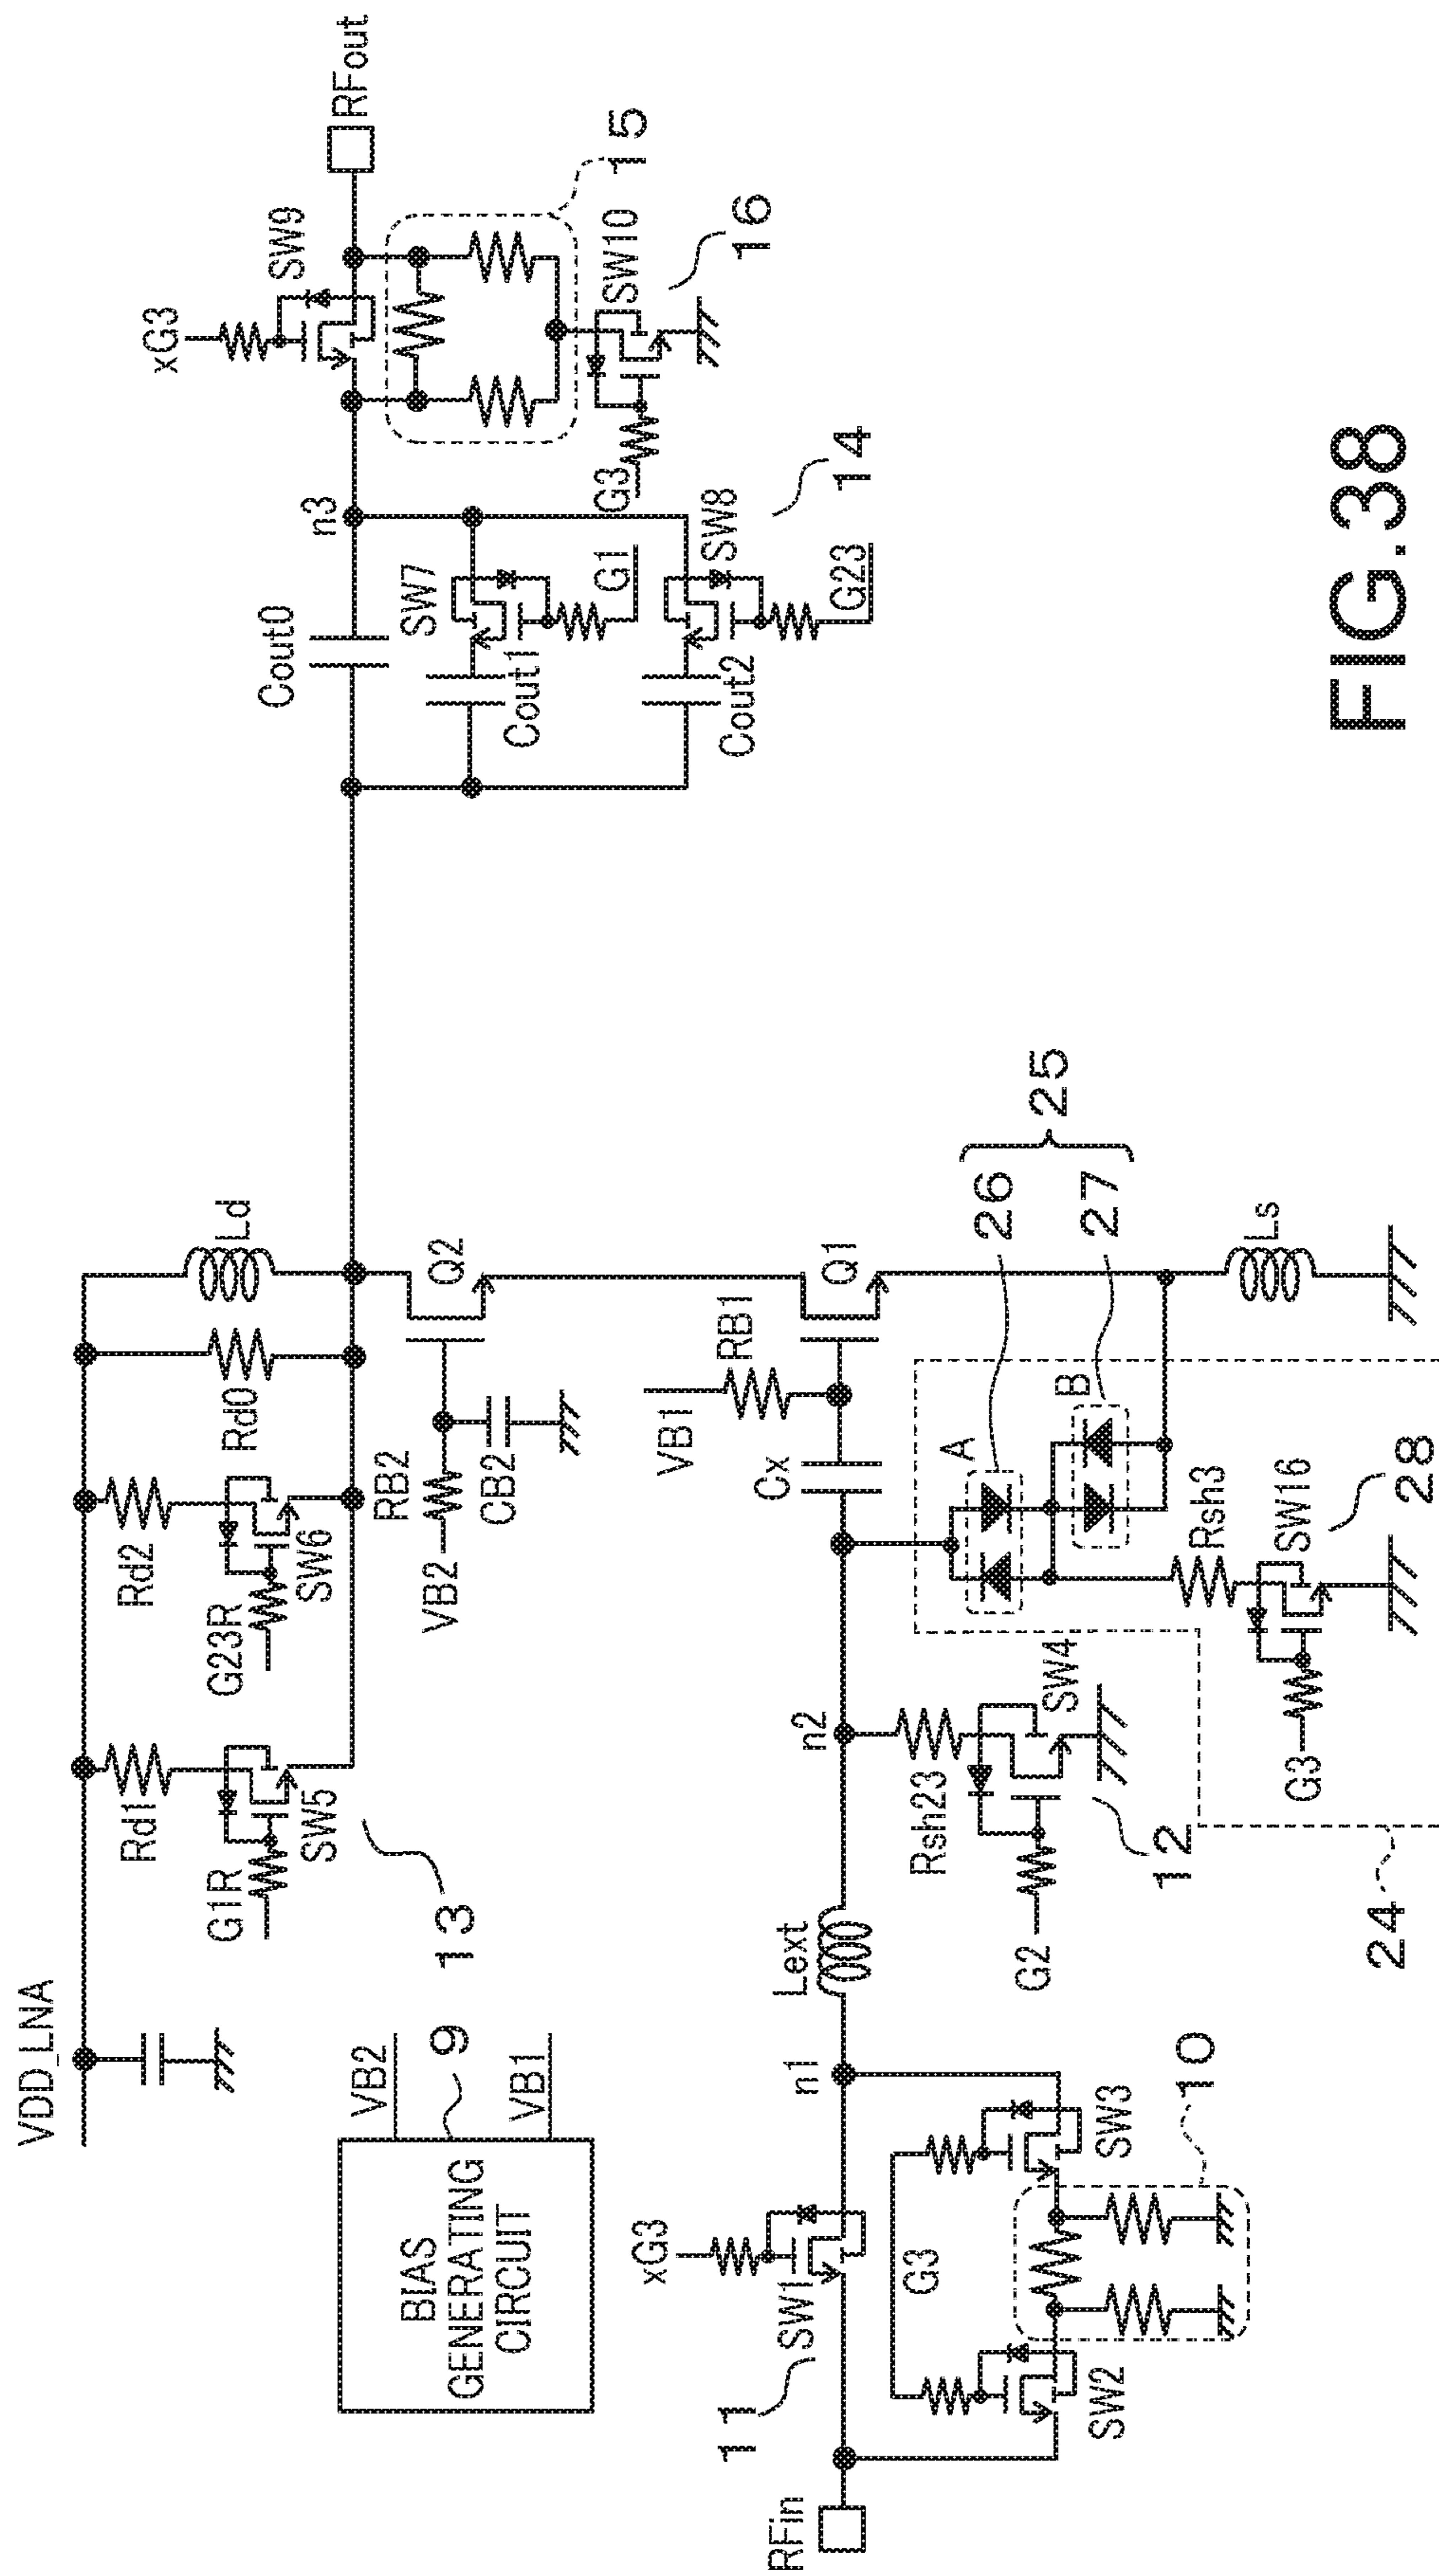 VDD_LNA
Rd1
Rd2
Rd0
Ld
G1R
SW5
G23R
SW6
13
BIAS
GENERATING
CIRCUIT
VB2
9
VB1
RB2
VB2
CB2
Q2
Cout0
n3
SW7
Cout1
G1
SW8
Cout2
G23
14
xG3
SW9
RFout
15
G3
SW10
16
xG3
11
SW1
RFin
n1
Lext
n2
Cx
VB1
RB1
Q1
G3
SW2
SW3
10
Rsh23
G2
SW4
12
A
B
26
27
25
Rsh3
G3
SW16
28
24
Ls
FIG.38